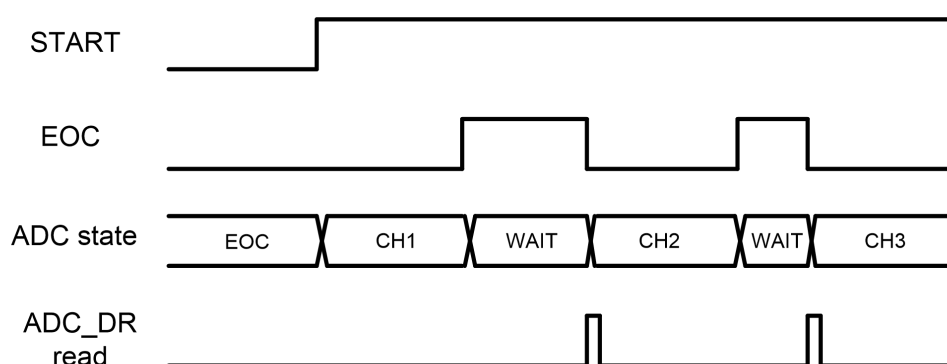 START
EOC
ADC state
EOC CH1 WAIT CH2 WAIT CH3
ADC_DR
read